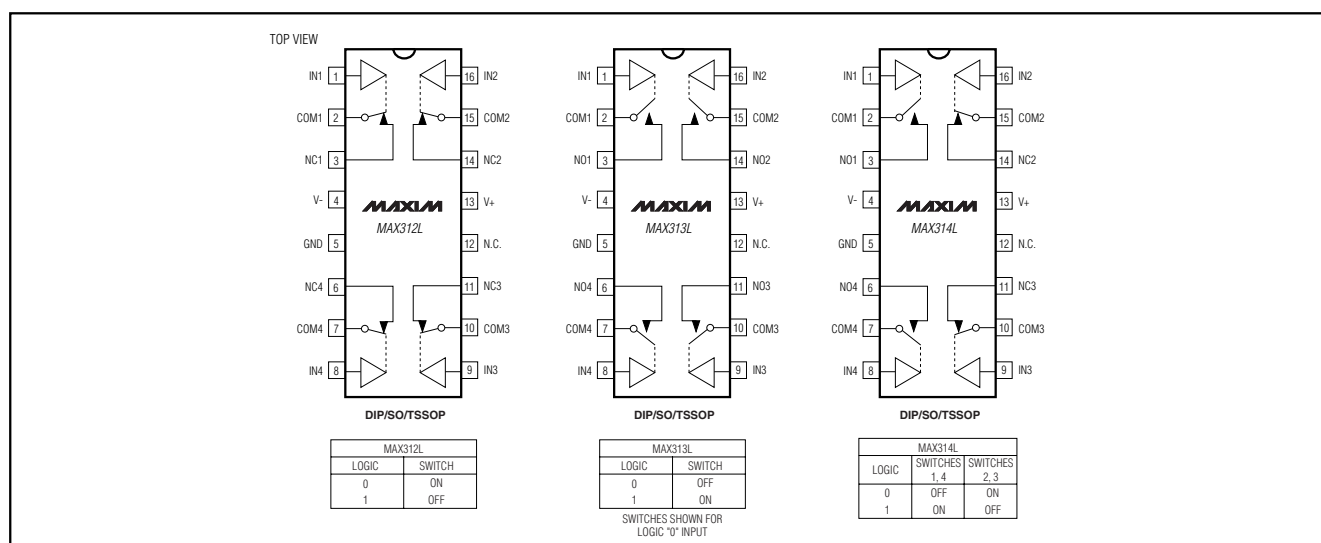 TOP VIEW
IN1 1 16 IN2
COM1 2 15 COM2
NC1 3 14 NC2
V- 4 13 V+
MAXIM
MAX312L
GND 5 12 N.C.
NC4 6 11 NC3
COM4 7 10 COM3
IN4 8 9 IN3
DIP/SO/TSSOP
MAX312L
LOGIC SWITCH
0 ON
1 OFF
IN1 1 16 IN2
COM1 2 15 COM2
NO1 3 14 NO2
V- 4 13 V+
MAXIM
MAX313L
GND 5 12 N.C.
NO4 6 11 NO3
COM4 7 10 COM3
IN4 8 9 IN3
DIP/SO/TSSOP
MAX313L
LOGIC SWITCH
0 OFF
1 ON
SWITCHES SHOWN FOR
LOGIC "0" INPUT
IN1 1 16 IN2
COM1 2 15 COM2
NO1 3 14 NC2
V- 4 13 V+
MAXIM
MAX314L
GND 5 12 N.C.
NO4 6 11 NC3
COM4 7 10 COM3
IN4 8 9 IN3
DIP/SO/TSSOP
MAX314L
LOGIC SWITCHES 1, 4 SWITCHES 2, 3
0 OFF ON
1 ON OFF